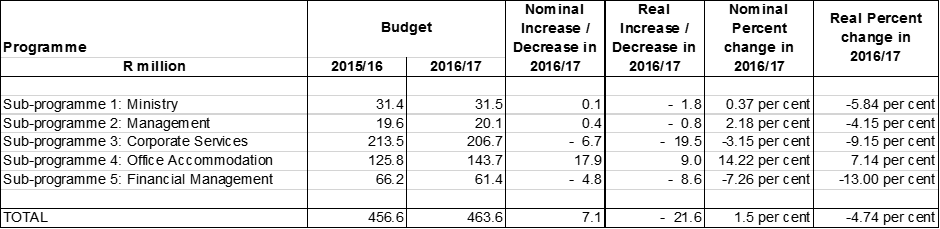 Programme Budget Nominal Increase / Decrease in 2016/17 Real Increase / Decrease in 2016/17 Nominal Percent change in 2016/17 Real Percent change in 2016/17
R million 2015/16 2016/17
Sub-programme 1: Ministry 31.4 31.5 0.1 - 1.8 0.37 per cent -5.84 per cent
Sub-programme 2: Management 19.6 20.1 0.4 - 0.8 2.18 per cent -4.15 per cent
Sub-programme 3: Corporate Services 213.5 206.7 - 6.7 - 19.5 -3.15 per cent -9.15 per cent
Sub-programme 4: Office Accommodation 125.8 143.7 17.9 9.0 14.22 per cent 7.14 per cent
Sub-programme 5: Financial Management 66.2 61.4 - 4.8 - 8.6 -7.26 per cent -13.00 per cent
TOTAL 456.6 463.6 7.1 - 21.6 1.5 per cent -4.74 per cent